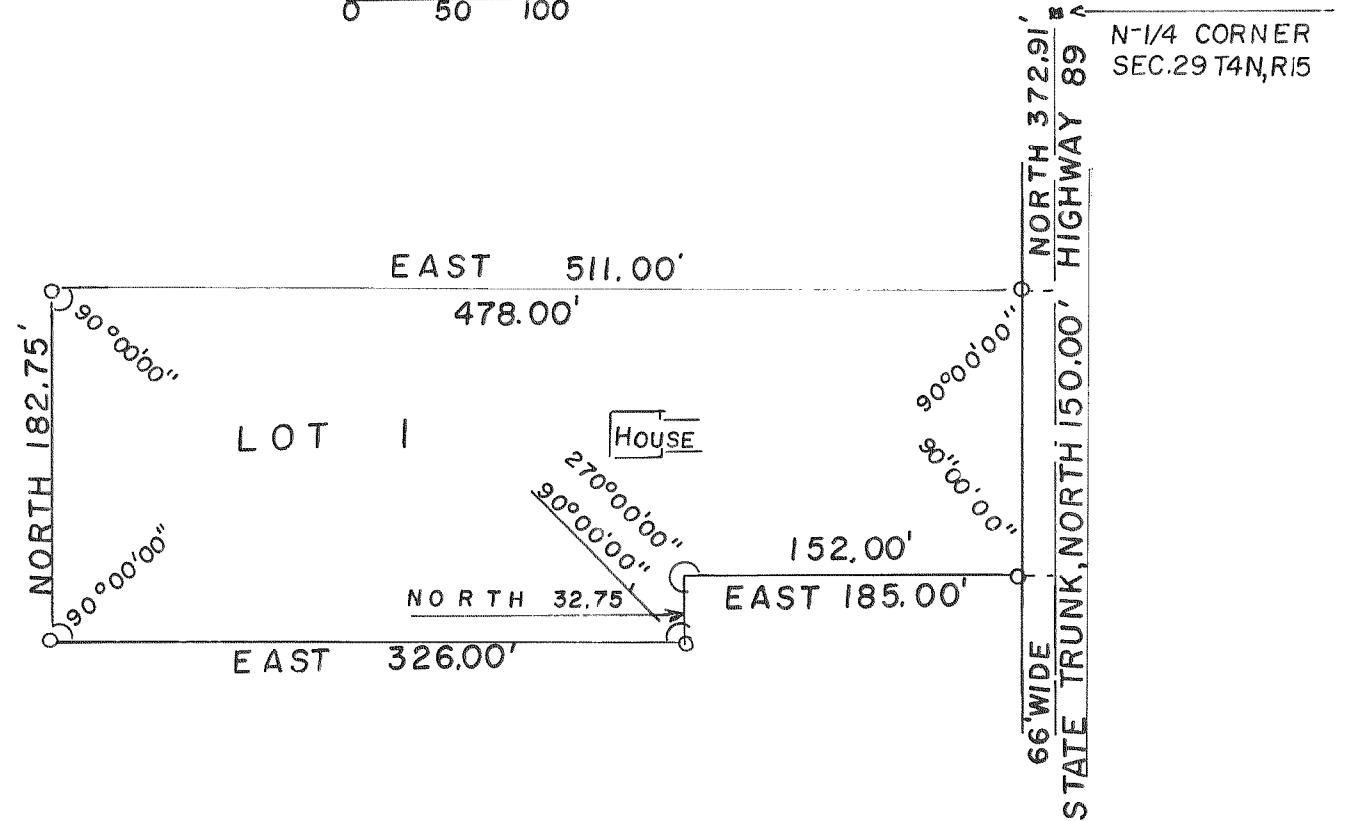 0 50 100
N-1/4 CORNER
SEC.29 T4N,R15
NORTH 372.91'
HIGHWAY 89
EAST 511.00'
478.00'
90°00'00"
90°00'00"
NORTH 182.75'
LOT 1
HOUSE
90"00'00"
270°00'00"
90°00'00"
90°00'00"
152.00'
NORTH 32.75'
EAST 185.00'
EAST 326.00'
66'WIDE
STATE TRUNK, NORTH 150.00'